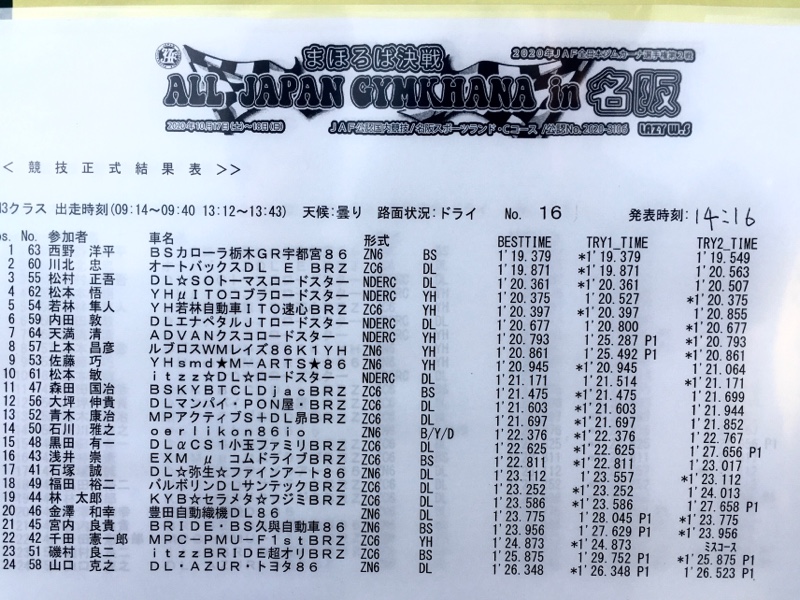 まほろば決戦 2020年JAF全日本ジムカーナ選手権第2戦
ALL JAPAN GYMKHANA in 名阪
2020年10月17日(土)~18日(日) JAF公認国内競技/名阪スポーツランド・Cコース /公認No.2020-3106 LAZY W.S
< 競 技 正 式 結 果 表 >>
クラス 出走時刻(09:14~09:40 13:12~13:43) 天候:曇り 路面状況:ドライ No. 16 発表時刻:14:16
os. No. 参加者 車名 型式 BESTTIME TRY1_TIME TRY2_TIME
1 63 西野 洋平 BSカローラ栃木GR宇都宮86 ZN6 BS 1'19.379 *1'19.379 1'19.549
2 60 川北 忠 オートバックスDL E BRZ ZC6 DL 1'19.871 *1'19.871 1'20.563
3 55 松村 正吾 DL☆SOトーマスロードスター NDERC DL 1'20.361 *1'20.361 1'20.507
4 62 松本 悟 YHμITOコブラロードスター NDERC YH 1'20.375 1'20.527 *1'20.375
5 54 若林 隼人 YH若林自動車ITO速心BRZ ZC6 YH 1'20.397 *1'20.397 1'20.855
6 59 内田 敦 DLエナペタルJTロードスター NDERC DL 1'20.677 1'20.800 *1'20.677
7 64 天満 清 ADVANクスコロードスター NDERC YH 1'20.793 1'25.287 P1 *1'20.793
8 57 上本 昌彦 ルブロスWMレイズ86K1YH ZN6 YH 1'20.861 1'25.492 P1 *1'20.861
9 53 佐藤 巧 YHsmd★M-ARTS★86 ZN6 YH 1'20.945 *1'20.945 1'21.064
10 61 松本 敏 itzz☆DL☆ロードスター NDERC DL 1'21.171 1'21.514 *1'21.171
11 47 森田 国治 BSKYBTCLDjacBRZ ZC6 BS 1'21.475 *1'21.475 1'21.699
12 56 大坪 伸貴 DLマンパイ・PON屋・BRZ ZC6 DL 1'21.603 *1'21.603 1'21.944
13 52 青木 康治 MPアクティブS+DL昴BRZ ZC6 DL 1'21.697 *1'21.697 1'21.852
14 50 石川 雅之 oerlikon86io ZN6 B/Y/D 1'22.376 *1'22.376 1'22.767
15 48 黒田 有一 DLαCS1小玉ファミリBRZ ZC6 DL 1'22.625 *1'22.625 1'27.656 P1
16 43 浅井 崇 EXM μ コムドライブBRZ ZC6 BS 1'22.811 *1'22.811 1'23.017
17 41 石塚 誠 DL☆弥生☆ファインアート86 ZN6 DL 1'23.112 1'23.557 *1'23.112
18 49 福田 裕二 パルポリンDLサンテックBRZ ZC6 DL 1'23.252 *1'23.252 1'24.013
19 44 林 太郎 KYB☆セラメタ☆フジミBRZ ZC6 DL 1'23.586 *1'23.586 1'27.658 P1
20 46 金澤 和幸 豊田自動織機DL86 ZN6 DL 1'23.775 1'28.045 P1 *1'23.775
21 45 宮内 良貴 BRIDE・BS久與自動車86 ZN6 BS 1'23.956 1'27.629 P1 *1'23.956
22 42 千田 憲一郎 MPC-PMU-F1stBRZ ZC6 YH 1'24.873 *1'24.873 ミスコース
23 51 磯村 良二 itzzBRIDE超オリBRZ ZC6 BS 1'25.875 1'29.752 P1 *1'25.875 P1
24 58 山口 克之 DL・AZUR・トヨタ86 ZN6 DL 1'26.348 *1'26.348 P1 1'26.523 P1